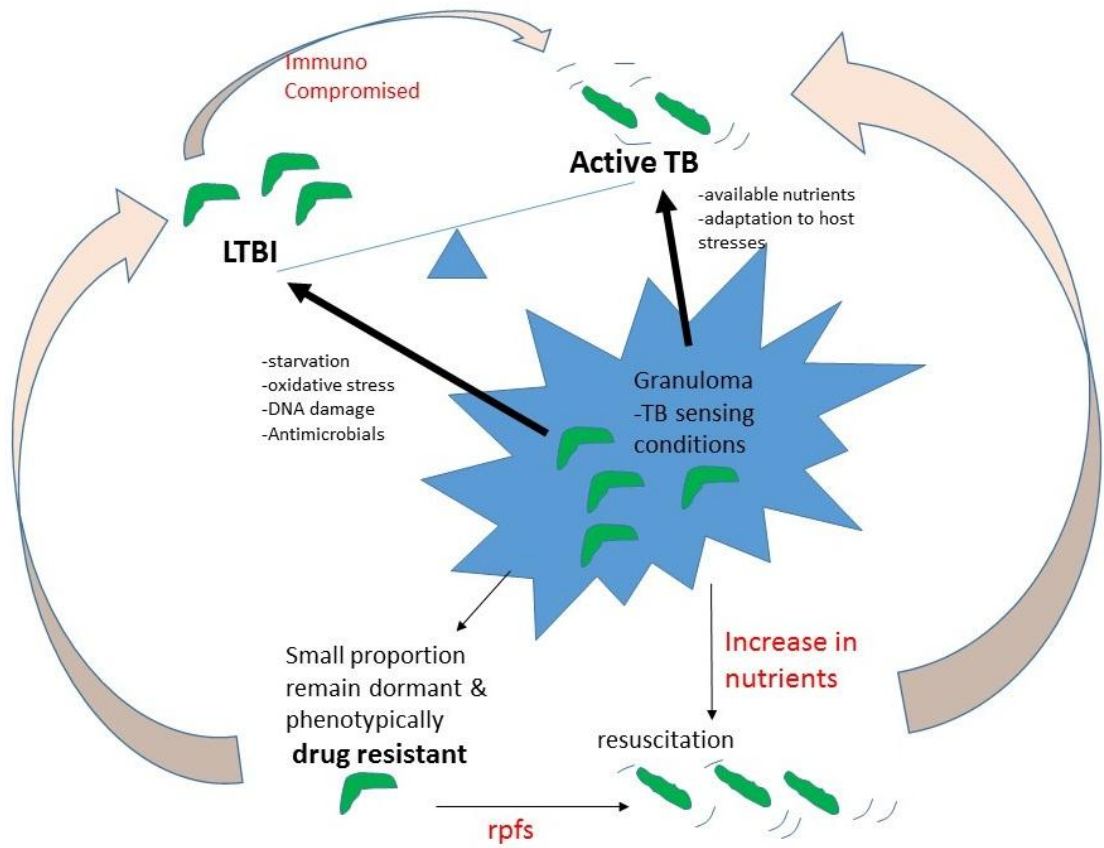 Immuno
Compromised
Active TB
-available nutrients
-adaptation to host
stresses
LTBI
-starvation
-oxidative stress
-DNA damage
-Antimicrobials
Granuloma
-TB sensing
conditions
Small proportion
remain dormant &
phenotypically
drug resistant
Increase in
nutrients
resuscitation
rpfs